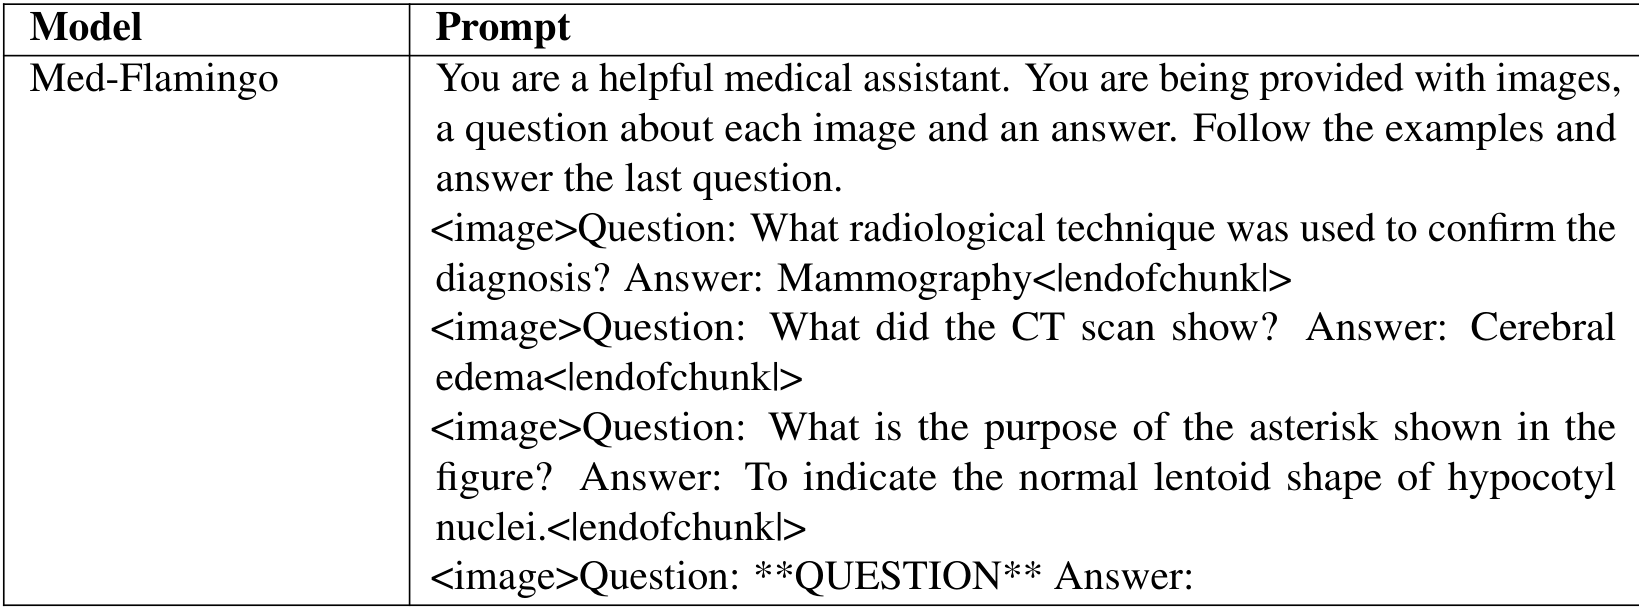 Model Prompt
Med-Flamingo You are a helpful medical assistant. You are being provided with images,
a question about each image and an answer. Follow the examples and
answer the last question.
<image>Question: What radiological technique was used to confirm the
diagnosis? Answer: Mammography<|endofchunk|>
<image>Question: What did the CT scan show? Answer: Cerebral
edema<|endofchunk|>
<image>Question: What is the purpose of the asterisk shown in the
figure? Answer: To indicate the normal lentoid shape of hypocotyl
nuclei.<|endofchunk|>
<image>Question: **QUESTION** Answer: